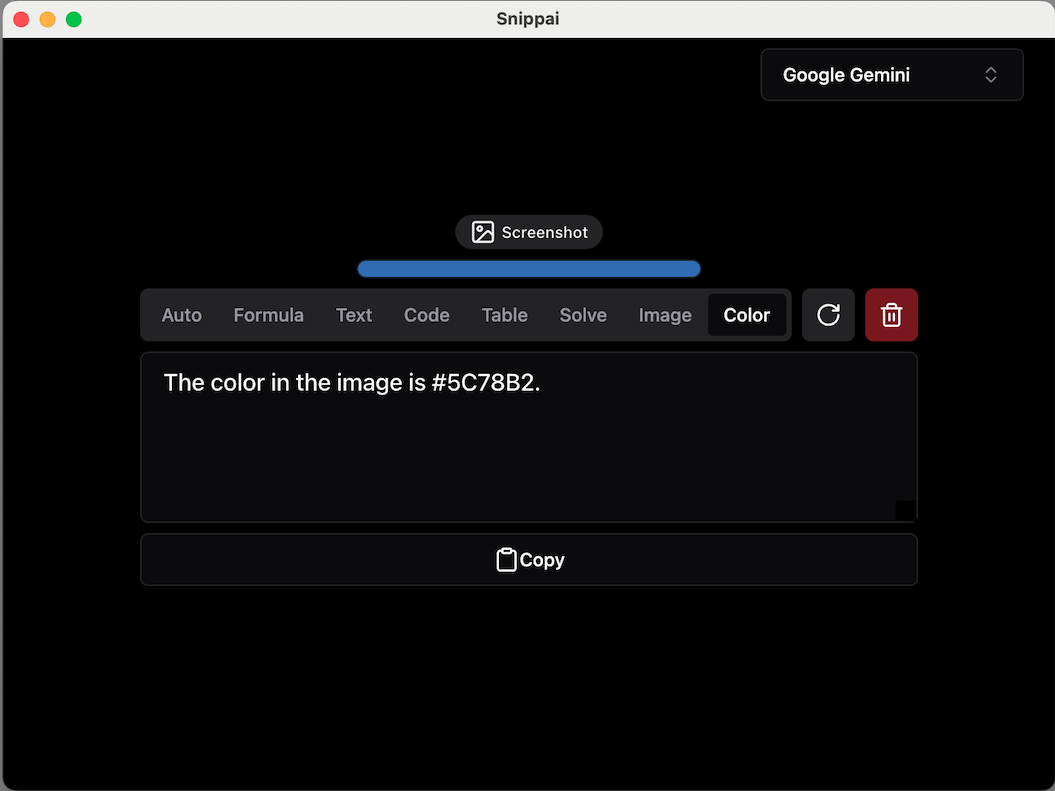 Snippai
Google Gemini
Screenshot
Auto Formula Text Code Table Solve Image Color
The color in the image is #5C78B2.
Copy